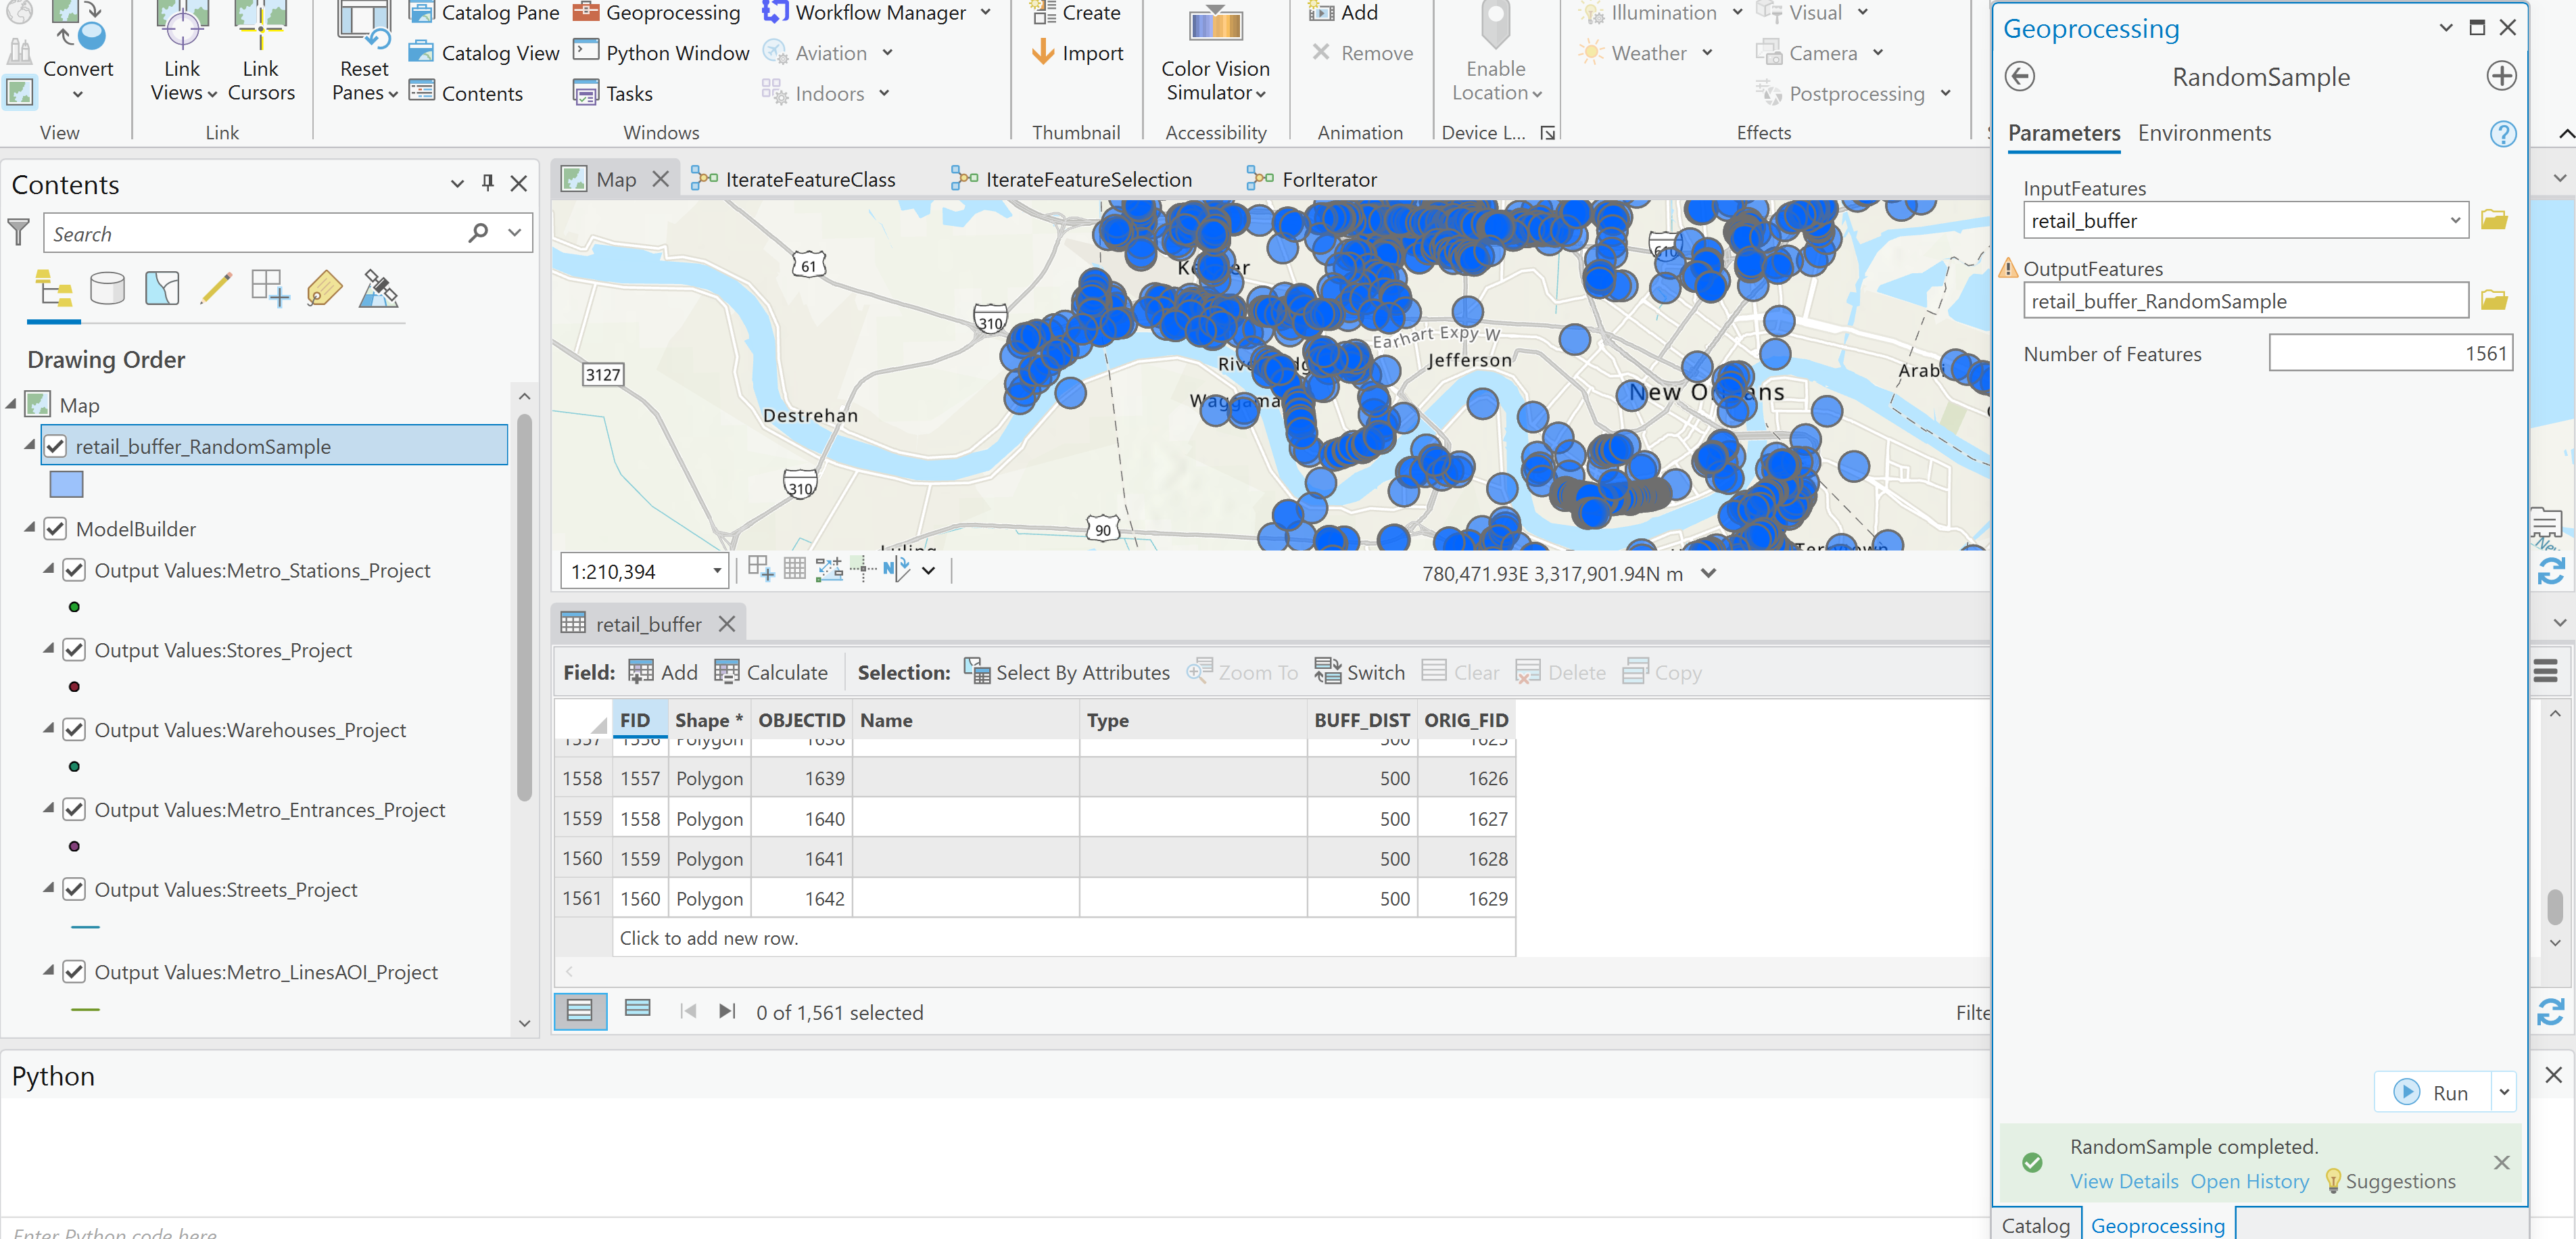 Convert
Link Views
Link Cursors
Reset Panes
Catalog Pane
Catalog View
Contents
Geoprocessing
Python Window
Tasks
Workflow Manager
Aviation
Indoors
Create
Import
Color Vision Simulator
Add
Remove
Enable Location
Illumination
Weather
Visual
Camera
Postprocessing
View
Link
Windows
Thumbnail
Accessibility
Animation
Device L...
Effects
Contents
Search
Drawing Order
Map
retail_buffer_RandomSample
ModelBuilder
Output Values:Metro_Stations_Project
Output Values:Stores_Project
Output Values:Warehouses_Project
Output Values:Metro_Entrances_Project
Output Values:Streets_Project
Output Values:Metro_LinesAOI_Project
Map
IterateFeatureClass
IterateFeatureSelection
ForIterator
61
310
3127
Destrehan
310
90
610
Earhart Expy W
Jefferson
1:210,394
780,471.93E 3,317,901.94N m
retail_buffer
Field: Add Calculate Selection: Select By Attributes Zoom To Switch Clear Delete Copy
FID Shape * OBJECTID Name Type BUFF_DIST ORIG_FID
1557 1556 Polygon 1638 500 1625
1558 1557 Polygon 1639 500 1626
1559 1558 Polygon 1640 500 1627
1560 1559 Polygon 1641 500 1628
1561 1560 Polygon 1642 500 1629
Click to add new row.
0 of 1,561 selected
Python
Enter Python code here
Geoprocessing
RandomSample
Parameters Environments
InputFeatures
retail_buffer
OutputFeatures
retail_buffer_RandomSample
Number of Features 1561
Run
RandomSample completed.
View Details Open History Suggestions
Catalog Geoprocessing